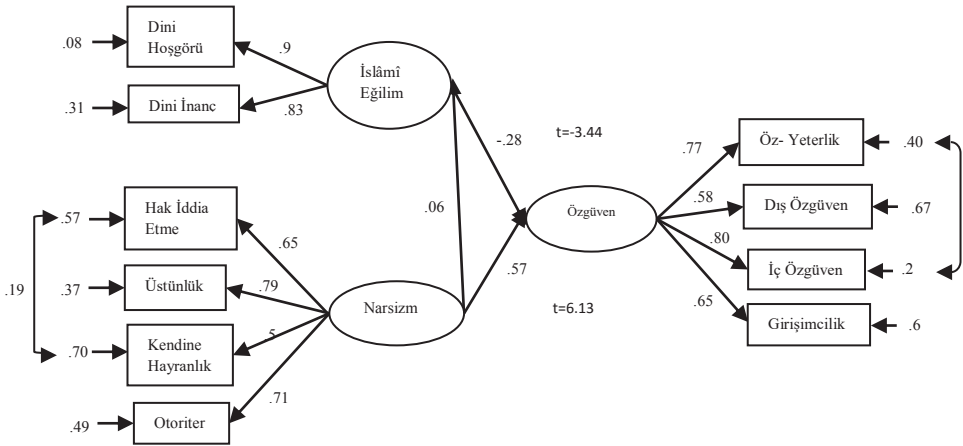 Dini
Hoşgörü
.08
.9
İslâmî
Eğilim
.31
Dini İnanc
.83
-.28
t=-3.44
.77
Öz- Yeterlik
.40
.06
Özgüven
.58
Dış Özgüven
.67
.57
Hak İddia
Etme
.65
.57
.80
İç Özgüven
.2
.19
.37
Üstünlük
.79
Narsizm
t=6.13
.65
Girişimcilik
.6
.70
Kendine
Hayranlık
.5
.71
.49
Otoriter